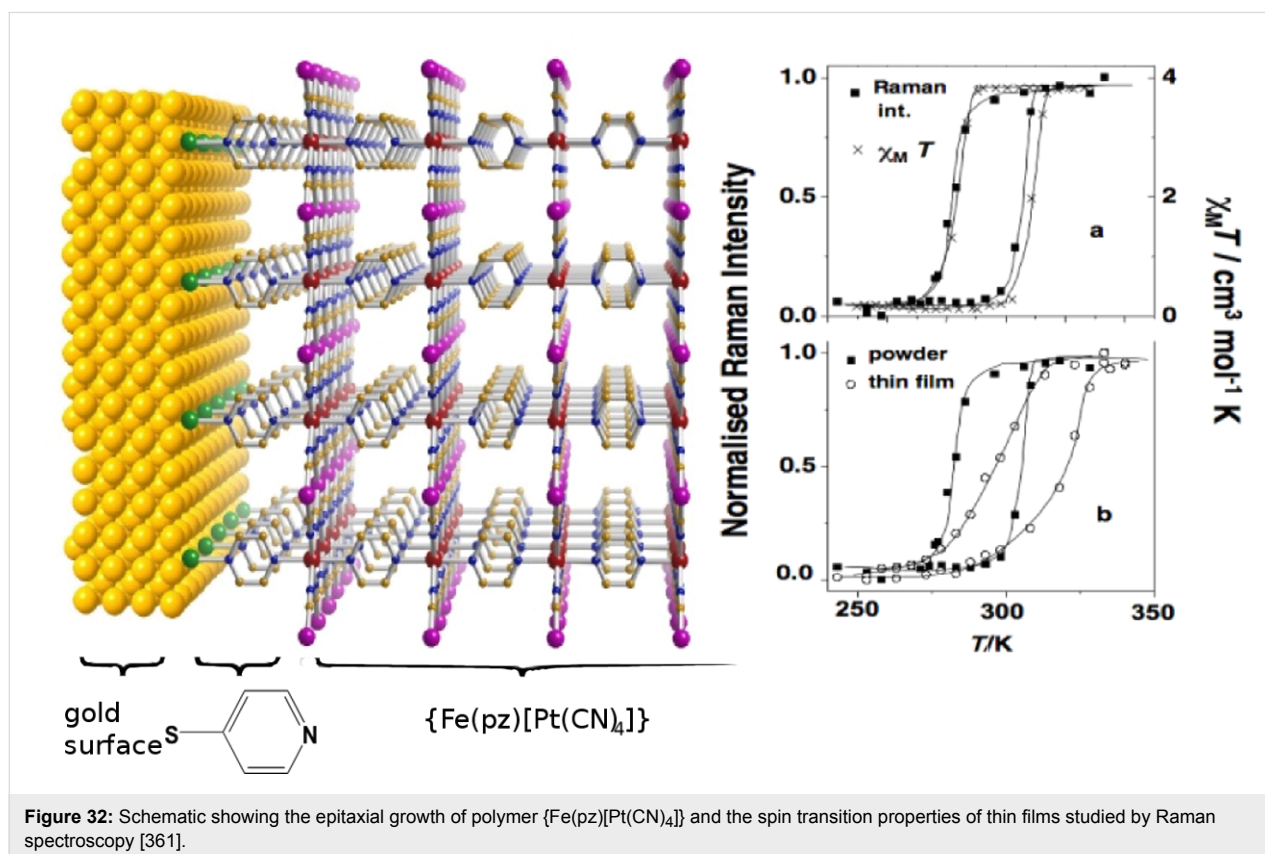 1.0
0.5
0.0
Raman
int.
χM T
a
4
2
0
1.0
0.5
0.0
powder
thin film
b
250 300 350
T/K
Normalised Raman Intensity
χMT / cm³ mol⁻¹ K
gold
surface
S
N
{Fe(pz)[Pt(CN)₄]}
Figure 32: Schematic showing the epitaxial growth of polymer {Fe(pz)[Pt(CN)₄]} and the spin transition properties of thin films studied by Raman
spectroscopy [361].